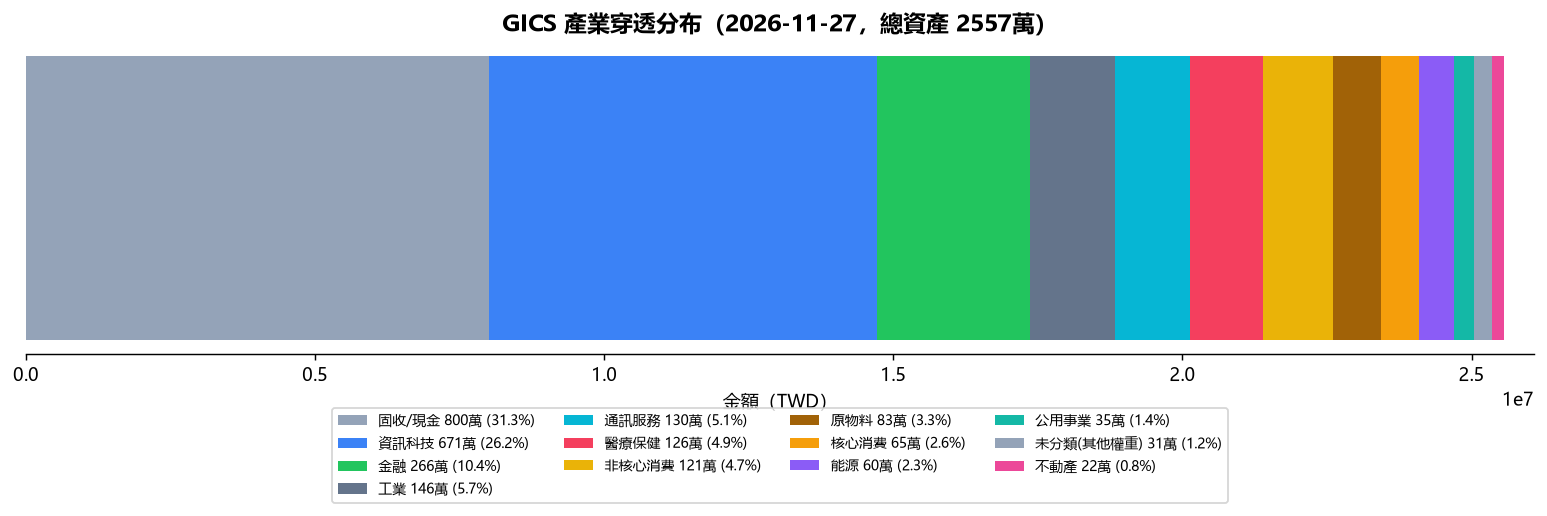 GICS 產業穿透分布（2026-11-27，總資產 2557萬）
0.0 0.5 1.0 1.5 2.0 2.5
1e7
金額（TWD）
固收/現金 800萬 (31.3%)
資訊科技 671萬 (26.2%)
金融 266萬 (10.4%)
工業 146萬 (5.7%)
通訊服務 130萬 (5.1%)
醫療保健 126萬 (4.9%)
非核心消費 121萬 (4.7%)
原物料 83萬 (3.3%)
核心消費 65萬 (2.6%)
能源 60萬 (2.3%)
公用事業 35萬 (1.4%)
未分類(其他權重) 31萬 (1.2%)
不動產 22萬 (0.8%)